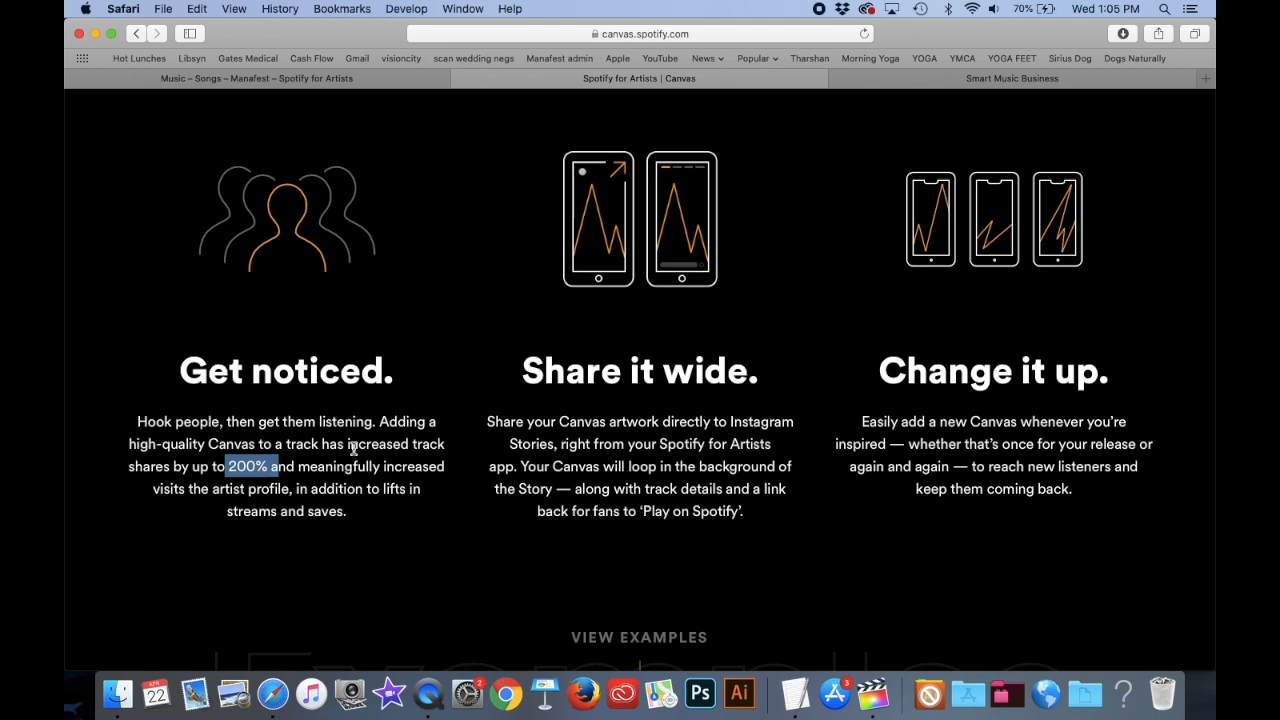 Safari File Edit View History Bookmarks Develop Window Help 70% Wed 1:05 PM
canvas.spotify.com
Hot Lunches Libsyn Gates Medical Cash Flow Gmail visioncity scan wedding negs Manafest admin Apple YouTube News Popular Tharshan Morning Yoga YOGA YMCA YOGA FEET Sirius Dog Dogs Naturally
Music – Songs – Manafest – Spotify for Artists Spotify for Artists | Canvas Smart Music Business
Get noticed.
Hook people, then get them listening. Adding a
high-quality Canvas to a track has increased track
shares by up to 200% and meaningfully increased
visits the artist profile, in addition to lifts in
streams and saves.
Share it wide.
Share your Canvas artwork directly to Instagram
Stories, right from your Spotify for Artists
app. Your Canvas will loop in the background of
the Story — along with track details and a link
back for fans to ‘Play on Spotify’.
Change it up.
Easily add a new Canvas whenever you’re
inspired — whether that’s once for your release or
again and again — to reach new listeners and
keep them coming back.
VIEW EXAMPLES
APR
22
2
Ps
Ai
3